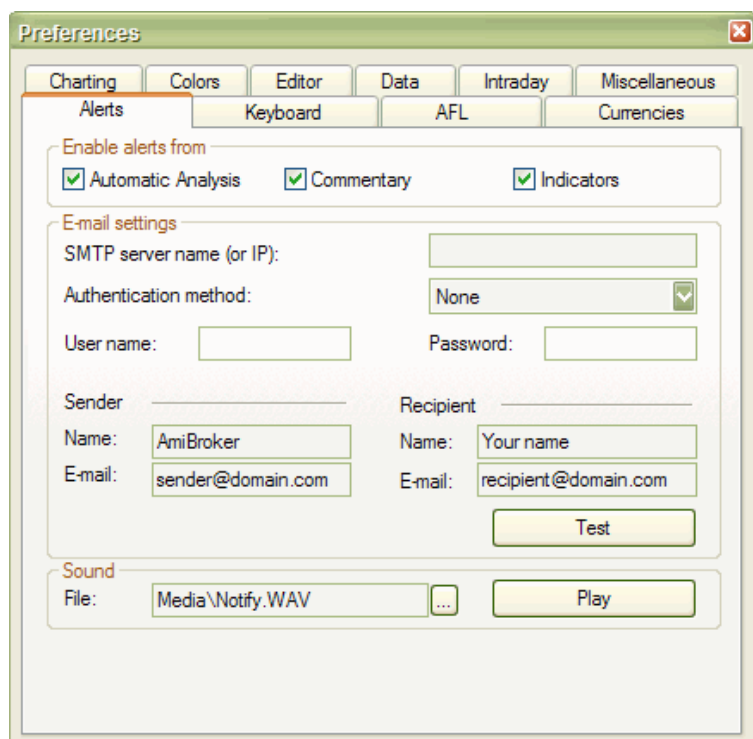 Preferences
Charting Colors Editor Data Intraday Miscellaneous
Alerts Keyboard AFL Currencies
Enable alerts from
Automatic Analysis Commentary Indicators
E-mail settings
SMTP server name (or IP):
Authentication method: None
User name: Password:
Sender Recipient
Name: AmiBroker Name: Your name
E-mail: sender@domain.com E-mail: recipient@domain.com
Test
Sound
File: Media\Notify.WAV ... Play